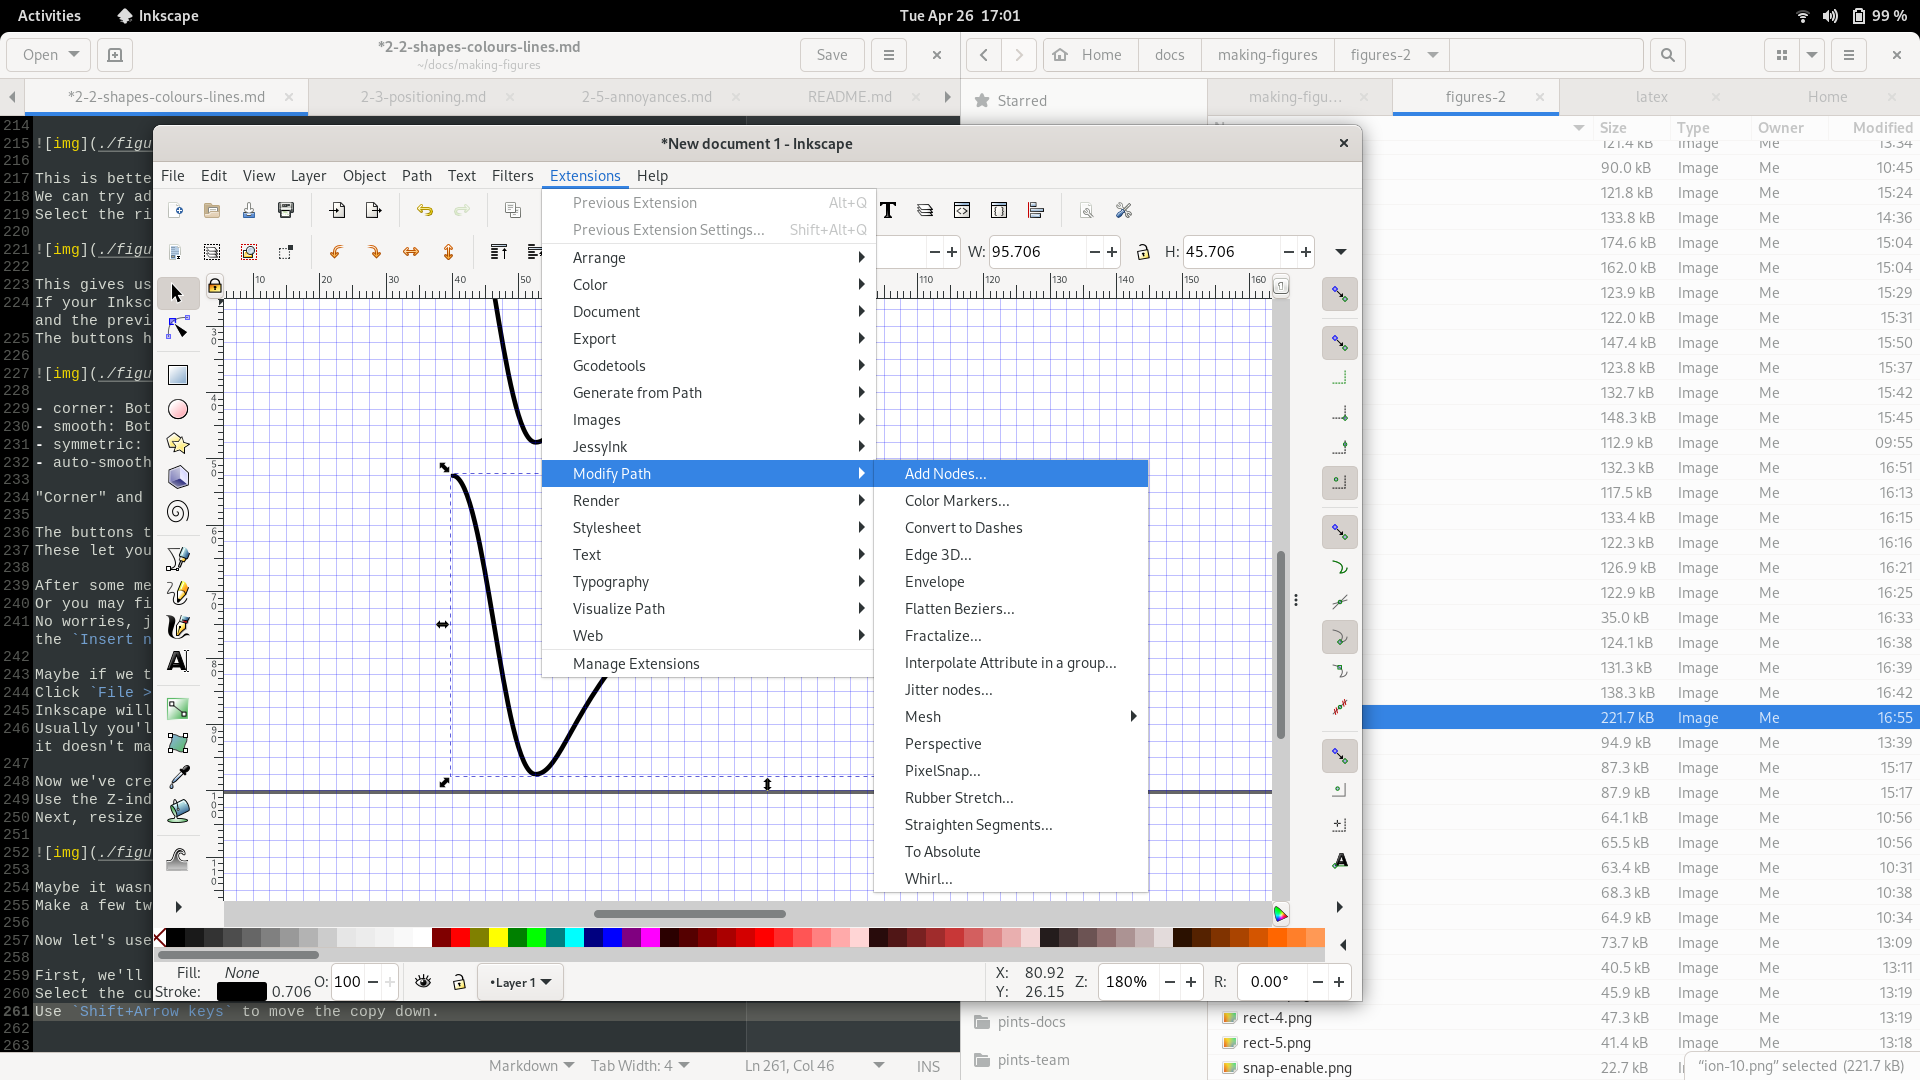 Activities
Inkscape
Tue Apr 26  17:01
99 %
Open
*2-2-shapes-colours-lines.md
~/docs/making-figures
Save
Home
docs
making-figures
figures-2
*2-2-shapes-colours-lines.md
2-3-positioning.md
2-5-annoyances.md
README.md
Starred
making-figu...
figures-2
latex
Home
Size
Type
Owner
Modified
214
215 ![img](./figu
216
217 This is bette
218 We can try ad
219 Select the ri
220
221 ![img](./figu
222
223 This gives us
224 If your Inksc
and the previ
225 The buttons h
226
227 ![img](./figu
228
229 - corner: Bot
230 - smooth: Bot
231 - symmetric:
232 - auto-smooth
233
234 "Corner" and
235
236 The buttons t
237 These let you
238
239 After some me
240 Or you may fi
241 No worries, j
the `Insert n
242
243 Maybe if we t
244 Click `File >
245 Inkscape will
246 Usually you'l
it doesn't ma
247
248 Now we've cre
249 Use the Z-ind
250 Next, resize
251
252 ![img](./figu
253
254 Maybe it wasn
255 Make a few tw
256
257 Now let's use
258
259 First, we'll
260 Select the cu
261 Use `Shift+Arrow keys` to move the copy down.
262
263
*New document 1 - Inkscape
File
Edit
View
Layer
Object
Path
Text
Filters
Extensions
Help
W: 95.706
H: 45.706
10
20
30
40
50
110
120
130
140
150
160
30
40
50
60
70
80
90
100
110
Previous Extension Alt+Q
Previous Extension Settings... Shift+Alt+Q
Arrange
Color
Document
Export
Gcodetools
Generate from Path
Images
JessyInk
Modify Path
Render
Stylesheet
Text
Typography
Visualize Path
Web
Manage Extensions
Add Nodes...
Color Markers...
Convert to Dashes
Edge 3D...
Envelope
Flatten Beziers...
Fractalize...
Interpolate Attribute in a group...
Jitter nodes...
Mesh
Perspective
PixelSnap...
Rubber Stretch...
Straighten Segments...
To Absolute
Whirl...
Fill: None
Stroke: 0.706
O: 100
•Layer 1
X: 80.92
Y: 26.15
Z: 180%
R: 0.00°
Markdown
Tab Width: 4
Ln 261, Col 46
INS
121.4 kB Image Me 13:34
90.0 kB Image Me 10:45
121.8 kB Image Me 15:24
133.8 kB Image Me 14:36
174.6 kB Image Me 15:04
162.0 kB Image Me 15:04
123.9 kB Image Me 15:29
122.0 kB Image Me 15:31
147.4 kB Image Me 15:50
123.8 kB Image Me 15:37
132.7 kB Image Me 15:42
148.3 kB Image Me 15:45
112.9 kB Image Me 09:55
132.3 kB Image Me 16:51
117.5 kB Image Me 16:13
133.4 kB Image Me 16:15
122.3 kB Image Me 16:16
126.9 kB Image Me 16:21
122.9 kB Image Me 16:25
35.0 kB Image Me 16:33
124.1 kB Image Me 16:38
131.3 kB Image Me 16:39
138.3 kB Image Me 16:42
221.7 kB Image Me 16:55
94.9 kB Image Me 13:39
87.3 kB Image Me 15:17
87.9 kB Image Me 15:17
64.1 kB Image Me 10:56
65.5 kB Image Me 10:56
63.4 kB Image Me 10:31
68.3 kB Image Me 10:38
64.9 kB Image Me 10:34
73.7 kB Image Me 13:09
40.5 kB Image Me 13:11
45.9 kB Image Me 13:19
rect-4.png 47.3 kB Image Me 13:19
rect-5.png 41.4 kB Image Me 13:18
snap-enable.png 22.7 kB
pints-docs
pints-team
"ion-10.png" selected (221.7 kB)